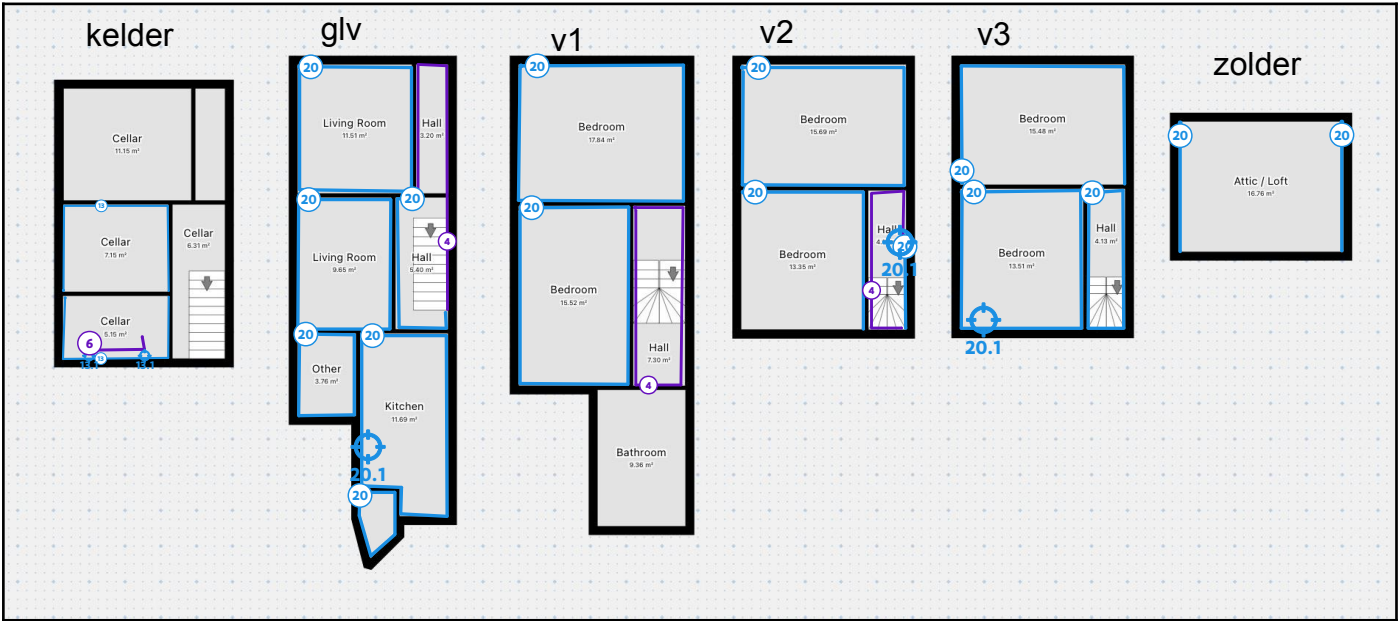 kelder
glv
v1
v2
v3
zolder
Cellar
11.15 m²
13
Cellar
7.15 m²
Cellar
6.31 m²
Cellar
5.15 m²
6
13
13.1
13.1
20
Living Room
11.51 m²
Hall
3.20 m²
20
20
Living Room
9.65 m²
Hall
5.40 m²
4
20
20
Other
3.76 m²
Kitchen
11.69 m²
20.1
20
20
Bedroom
17.84 m²
20
Bedroom
15.52 m²
Hall
7.30 m²
4
Bathroom
9.36 m²
20
Bedroom
15.69 m²
20
Bedroom
13.35 m²
Hall
20
20.1
4
Bedroom
15.48 m²
20
20
20
Bedroom
13.51 m²
Hall
4.13 m²
20.1
20
20
Attic / Loft
16.76 m²